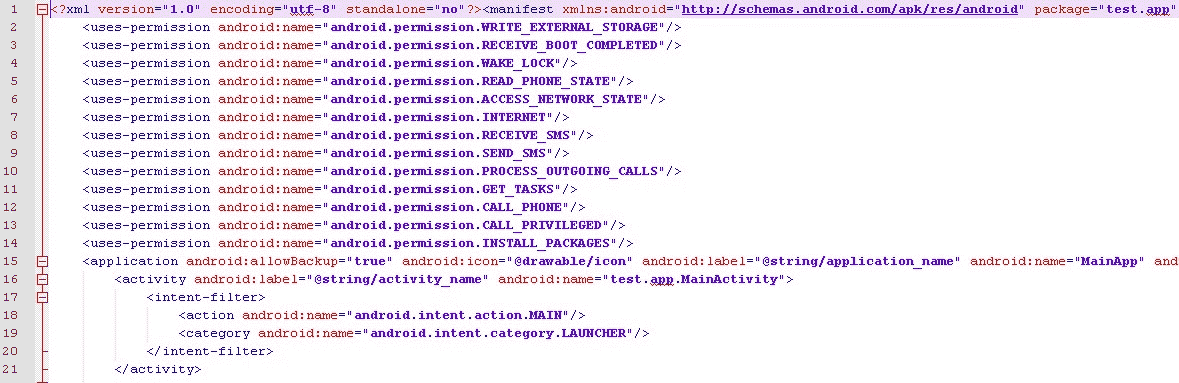 1 <?xml version="1.0" encoding="utf-8" standalone="no"?><manifest xmlns:android="http://schemas.android.com/apk/res/android" package="test.app"
2 <uses-permission android:name="android.permission.WRITE_EXTERNAL_STORAGE"/>
3 <uses-permission android:name="android.permission.RECEIVE_BOOT_COMPLETED"/>
4 <uses-permission android:name="android.permission.WAKE_LOCK"/>
5 <uses-permission android:name="android.permission.READ_PHONE_STATE"/>
6 <uses-permission android:name="android.permission.ACCESS_NETWORK_STATE"/>
7 <uses-permission android:name="android.permission.INTERNET"/>
8 <uses-permission android:name="android.permission.RECEIVE_SMS"/>
9 <uses-permission android:name="android.permission.SEND_SMS"/>
10 <uses-permission android:name="android.permission.PROCESS_OUTGOING_CALLS"/>
11 <uses-permission android:name="android.permission.GET_TASKS"/>
12 <uses-permission android:name="android.permission.CALL_PHONE"/>
13 <uses-permission android:name="android.permission.CALL_PRIVILEGED"/>
14 <uses-permission android:name="android.permission.INSTALL_PACKAGES"/>
15 <application android:allowBackup="true" android:icon="@drawable/icon" android:label="@string/application_name" android:name="MainApp" and
16 <activity android:label="@string/activity_name" android:name="test.app.MainActivity">
17 <intent-filter>
18 <action android:name="android.intent.action.MAIN"/>
19 <category android:name="android.intent.category.LAUNCHER"/>
20 </intent-filter>
21 </activity>